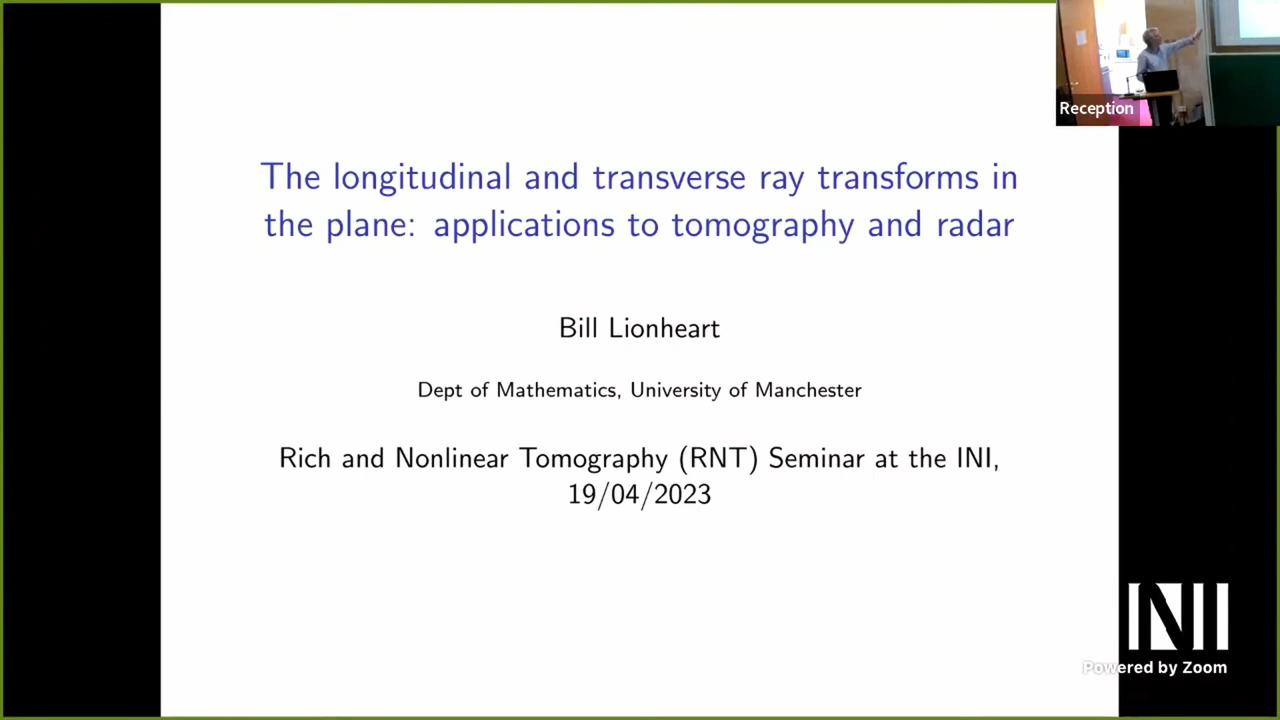 The longitudinal and transverse ray transforms in
the plane: applications to tomography and radar
Bill Lionheart
Dept of Mathematics, University of Manchester
Rich and Nonlinear Tomography (RNT) Seminar at the INI,
19/04/2023
Reception
INI
Powered by Zoom